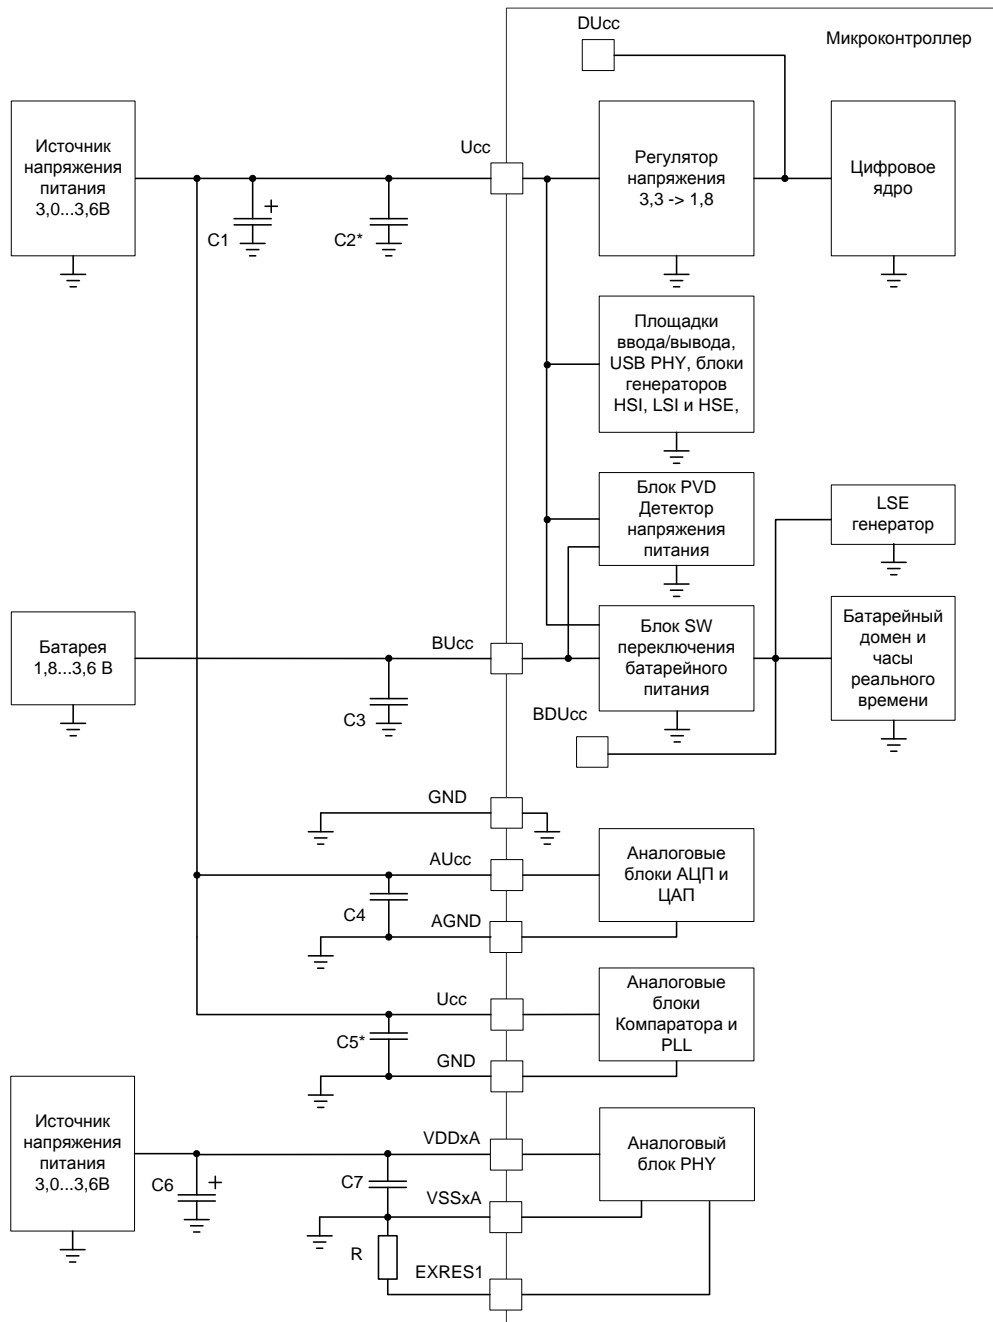 DUcc
Микроконтроллер
Источник
напряжения
питания
3,0...3,6В
Ucc
Регулятор
напряжения
3,3 -> 1,8
Цифровое
ядро
C1
+
C2*
Площадки
ввода/вывода,
USB PHY, блоки
генераторов
HSI, LSI и HSE,
Блок PVD
Детектор
напряжения
питания
LSE
генератор
Батарея
1,8...3,6 В
BUcc
C3
Блок SW
переключения
батарейного
питания
Батарейный
домен и
часы
реального
времени
BDUcc
GND
AUcc
C4
AGND
Аналоговые
блоки АЦП и
ЦАП
Ucc
C5*
GND
Аналоговые
блоки
Компаратора и
PLL
Источник
напряжения
питания
3,0...3,6В
VDDxA
C6
+
C7
VSSxA
Аналоговый
блок PHY
R
EXRES1